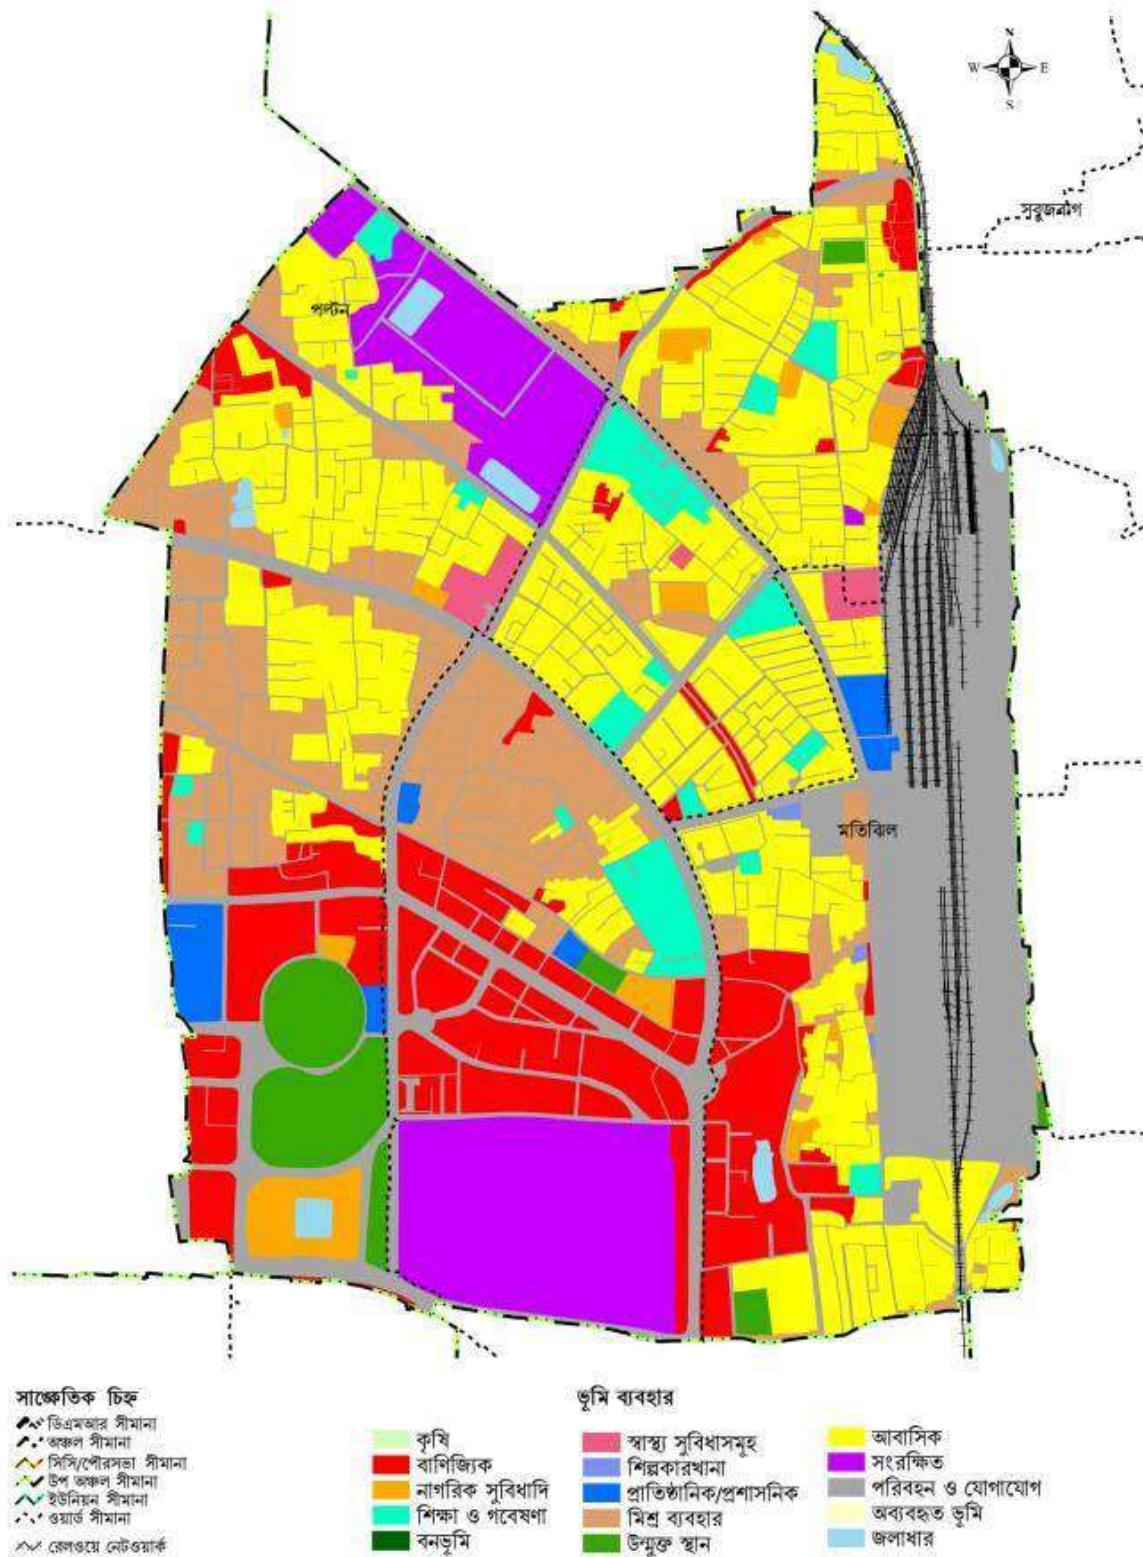 N
W E
S
সবুজবাগ
পল্টন
মতিঝিল
সাঙ্কেতিক চিহ্ন
ডিএমআর সীমানা
অঞ্চল সীমানা
সিসি/পৌরসভা সীমানা
উপ অঞ্চল সীমানা
ইউনিয়ন সীমানা
ওয়ার্ড সীমানা
রেলওয়ে নেটওয়ার্ক
ভূমি ব্যবহার
কৃষি
বাণিজ্যিক
নাগরিক সুবিধাদি
শিক্ষা ও গবেষণা
বনভূমি
স্বাস্থ্য সুবিধাসমূহ
শিল্পকারখানা
প্রাতিষ্ঠানিক/প্রশাসনিক
মিশ্র ব্যবহার
উন্মুক্ত স্থান
আবাসিক
সংরক্ষিত
পরিবহন ও যোগাযোগ
অব্যবহৃত ভূমি
জলাধার